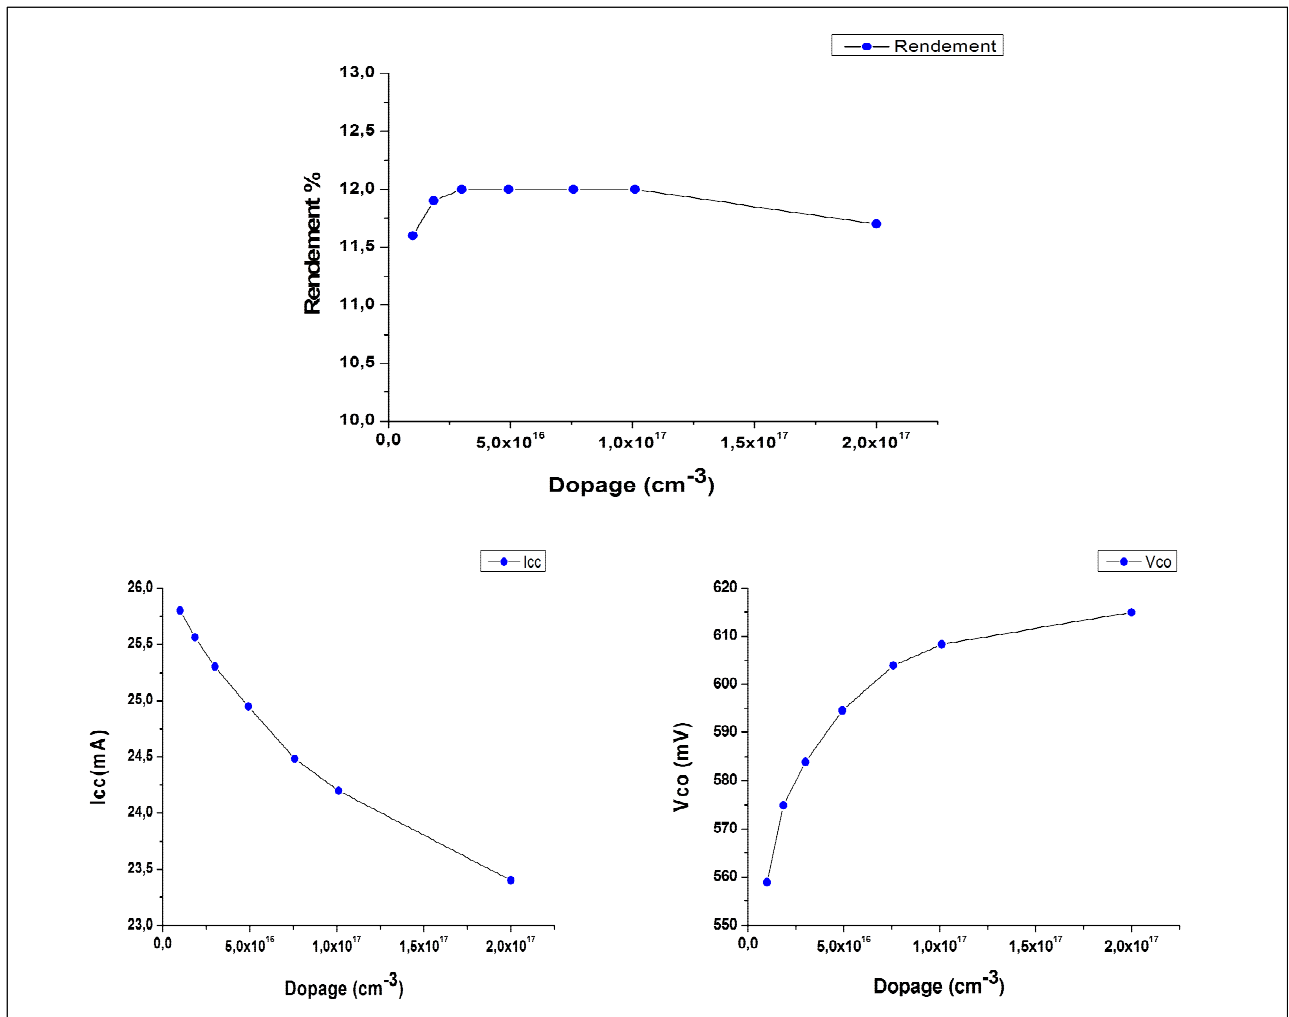 Rendement
13,0
12,5
12,0
11,5
11,0
10,5
10,0
Rendement %
0,0 5,0x10^16 1,0x10^17 1,5x10^17 2,0x10^17
Dopage (cm^-3)
Icc
26,0
25,5
25,0
24,5
24,0
23,5
23,0
Icc(mA)
0,0 5,0x10^16 1,0x10^17 1,5x10^17 2,0x10^17
Dopage (cm^-3)
Vco
620
610
600
590
580
570
560
550
Vco (mV)
0,0 5,0x10^16 1,0x10^17 1,5x10^17 2,0x10^17
Dopage (cm^-3)